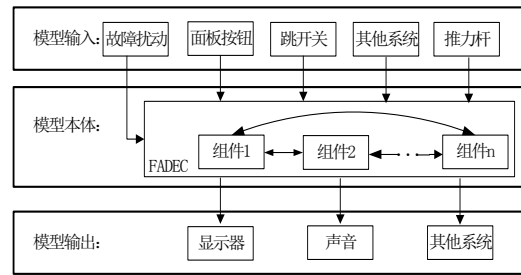 模型输入: 故障扰动 面板按钮 跳开关 其他系统 推力杆
模型本体:
组件1 组件2 ··· 组件n
FADEC
模型输出: 显示器 声音 其他系统